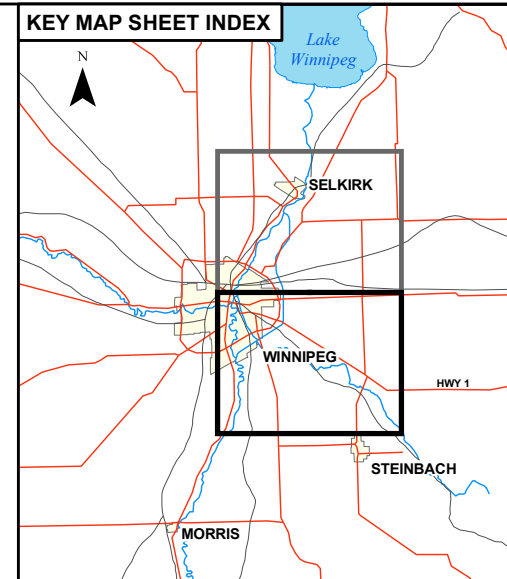 KEY MAP SHEET INDEX
Lake
Winnipeg
N
SELKIRK
WINNIPEG
HWY 1
STEINBACH
MORRIS